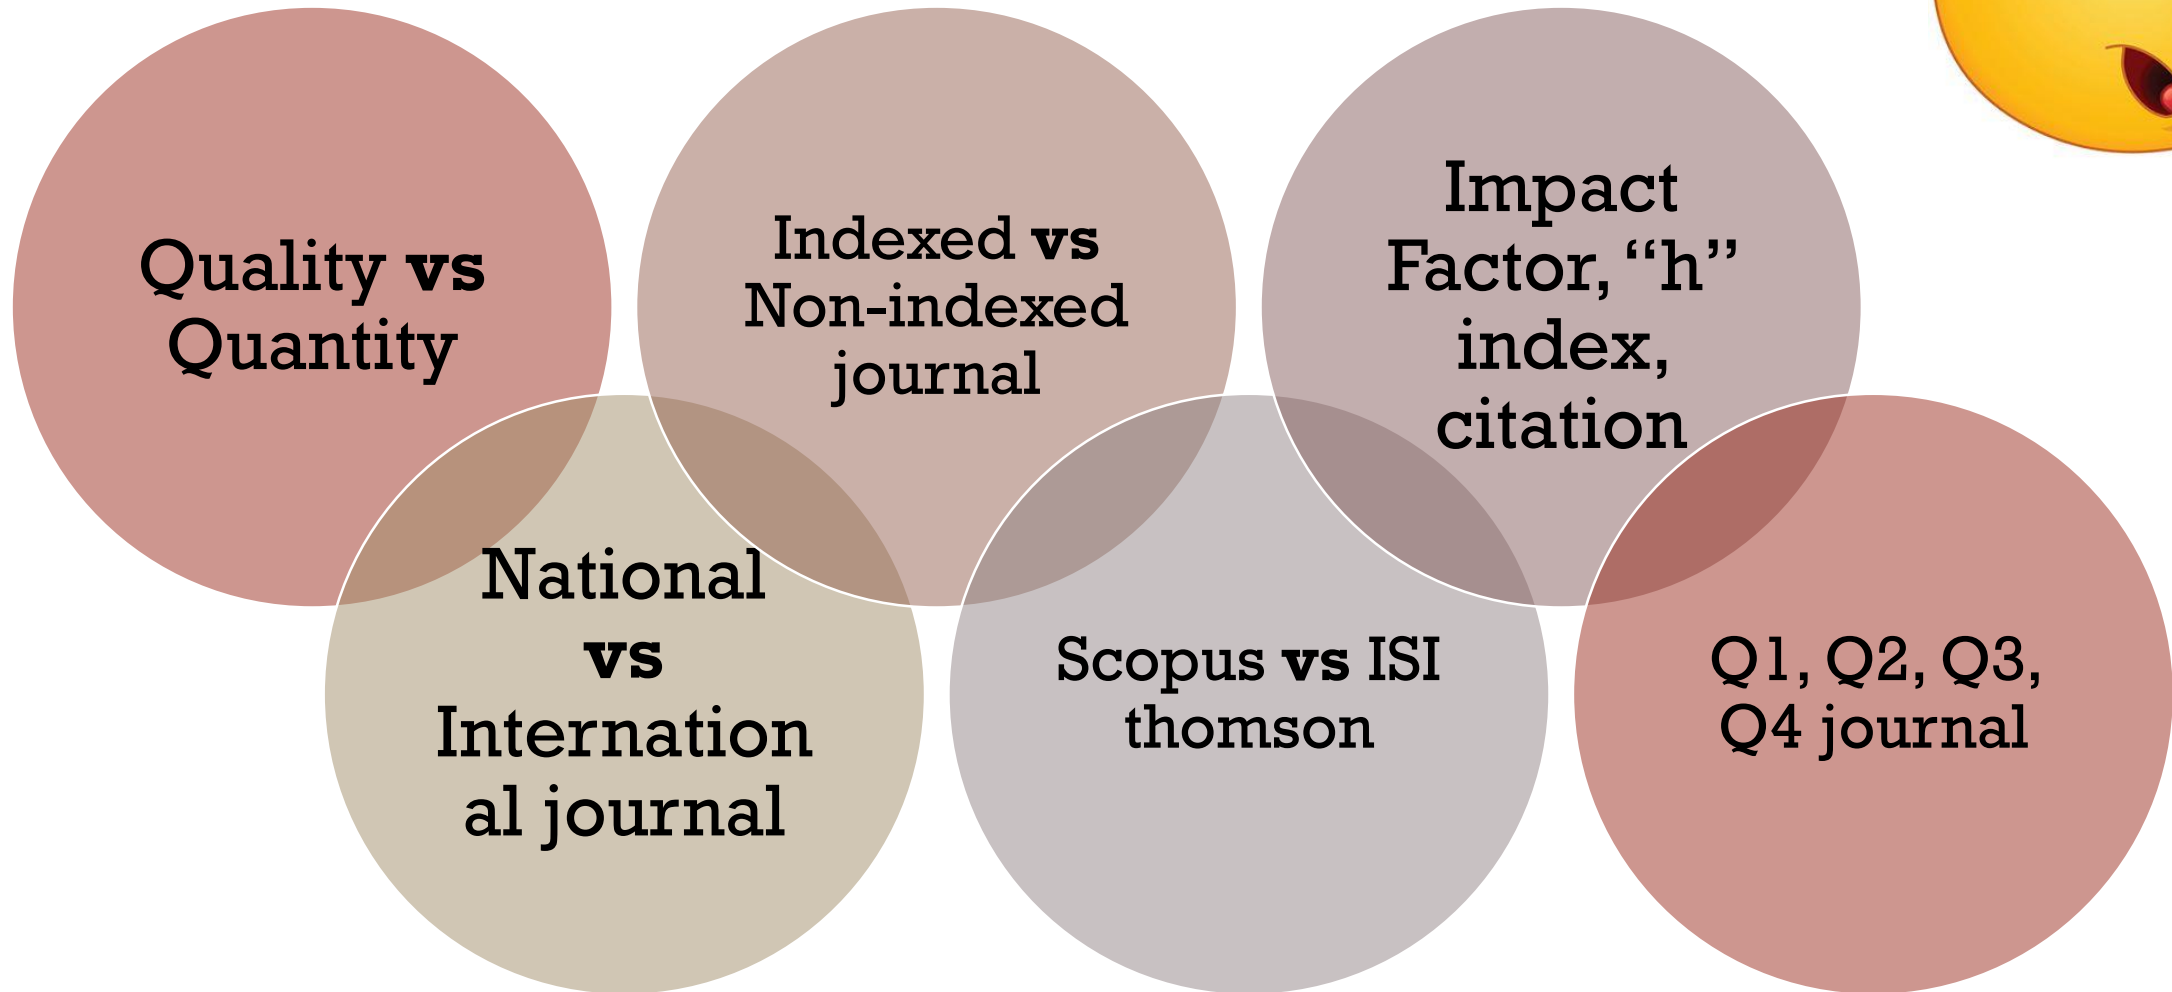 Quality vs
Quantity
National
vs
Internation
al journal
Indexed vs
Non-indexed
journal
Scopus vs ISI
thomson
Impact
Factor, “h”
index,
citation
Q1, Q2, Q3,
Q4 journal